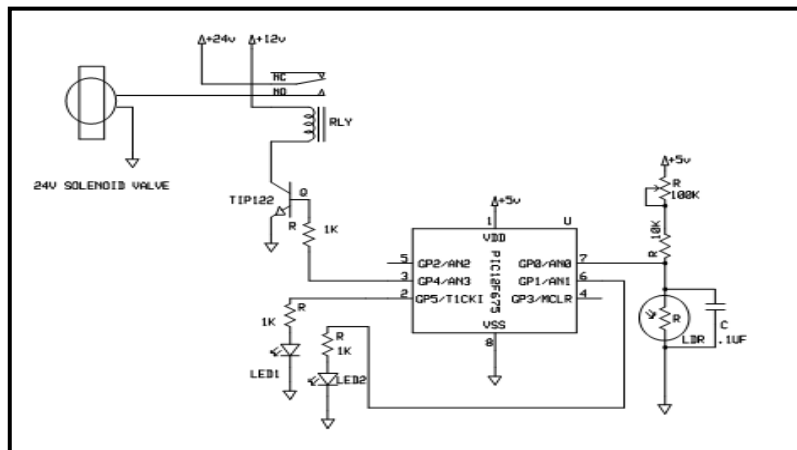 +24v +12v
NC
NO
RLY
24V SOLENOID VALVE
TIP122
Q
R
1K
+5v
1
U
VDD
PIC12F675
5 GP2/AN2
3 GP4/AN3
2 GP5/T1CKI
GP0/AN0 7
GP1/AN1 6
GP3/MCLR 4
VSS
8
R
1K
LED1
R
1K
LED2
+5v
R
100K
10K
R
R
LDR
C
.1UF